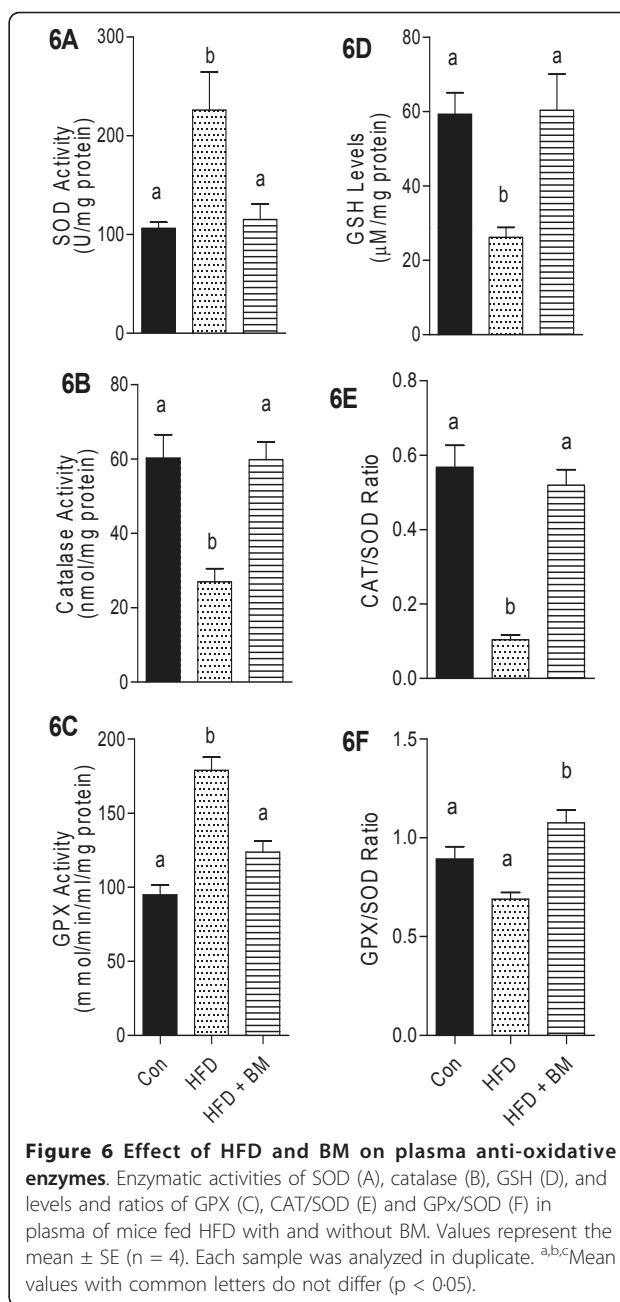 6A
SOD Activity
(U/mg protein)
300
200
100
0
a
b
a
6D
GSH Levels
(µM/mg protein)
80
60
40
20
0
a
b
a
6B
Catalase Activity
(nmol/mg protein)
80
60
40
20
0
a
b
a
6E
CAT/SOD Ratio
0.8
0.6
0.4
0.2
0.0
a
b
a
6C
GPX Activity
(mmol/min/ml/mg protein)
200
150
100
50
0
a
b
a
Con
HFD
HFD + BM
6F
GPX/SOD Ratio
1.5
1.0
0.5
0.0
a
a
b
Con
HFD
HFD + BM
Figure 6 Effect of HFD and BM on plasma anti-oxidative
enzymes. Enzymatic activities of SOD (A), catalase (B), GSH (D), and
levels and ratios of GPX (C), CAT/SOD (E) and GPx/SOD (F) in
plasma of mice fed HFD with and without BM. Values represent the
mean ± SE (n = 4). Each sample was analyzed in duplicate. a,b,cMean
values with common letters do not differ (p < 0·05).